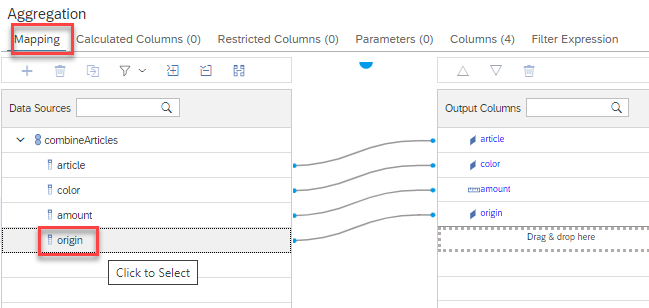 Aggregation
Mapping Calculated Columns (0) Restricted Columns (0) Parameters (0) Columns (4) Filter Expression
Data Sources
Output Columns
combineArticles
article
color
amount
origin
Click to Select
article
color
amount
origin
Drag & drop here